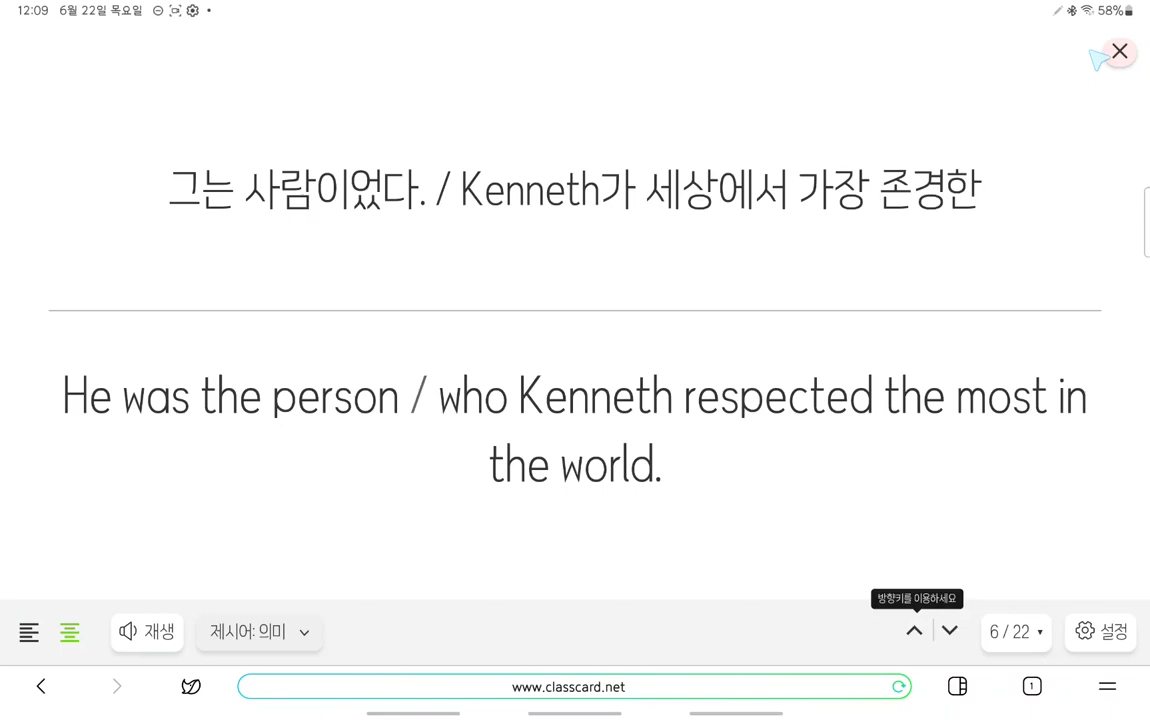 12:09 6월 22일 목요일 58%
그는 사람이었다. / Kenneth가 세상에서 가장 존경한
He was the person / who Kenneth respected the most in
the world.
방향키를 이용하세요
재생 제시어: 의미 6 / 22 설정
www.classcard.net 1